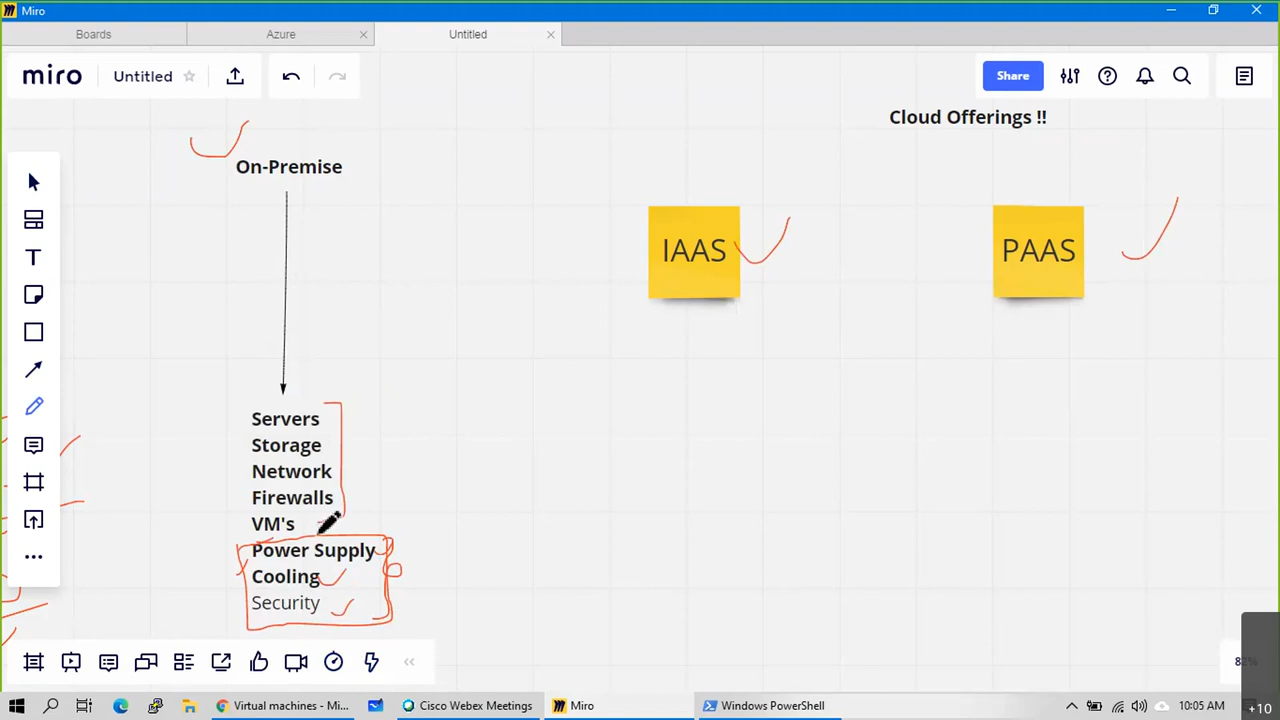 Miro
Boards
Azure
Untitled
miro
Untitled
Share
Cloud Offerings !!
On-Premise
IAAS
PAAS
Servers
Storage
Network
Firewalls
VM's
Power Supply
Cooling
Security
Virtual machines - Mi...
Cisco Webex Meetings
Miro
Windows PowerShell
10:05 AM
+10